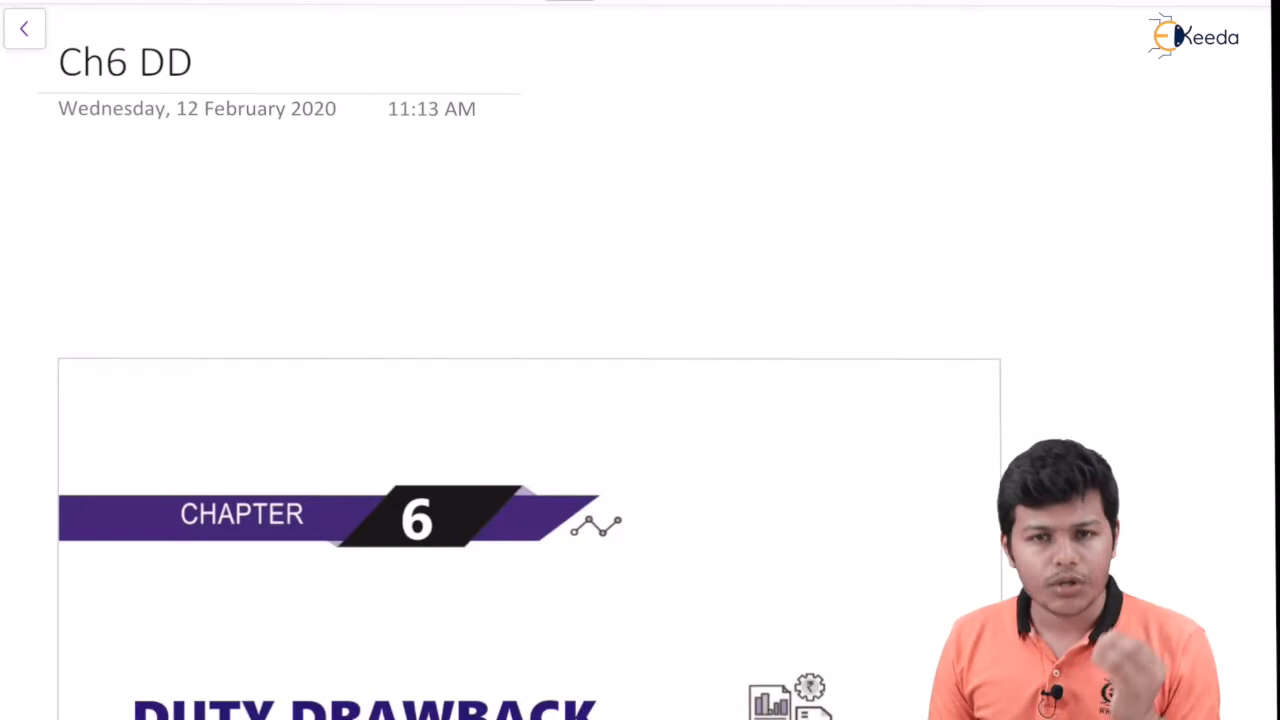 Keeda
Ch6 DD
Wednesday, 12 February 2020 11:13 AM
CHAPTER 6
DUTY DRAWBACK